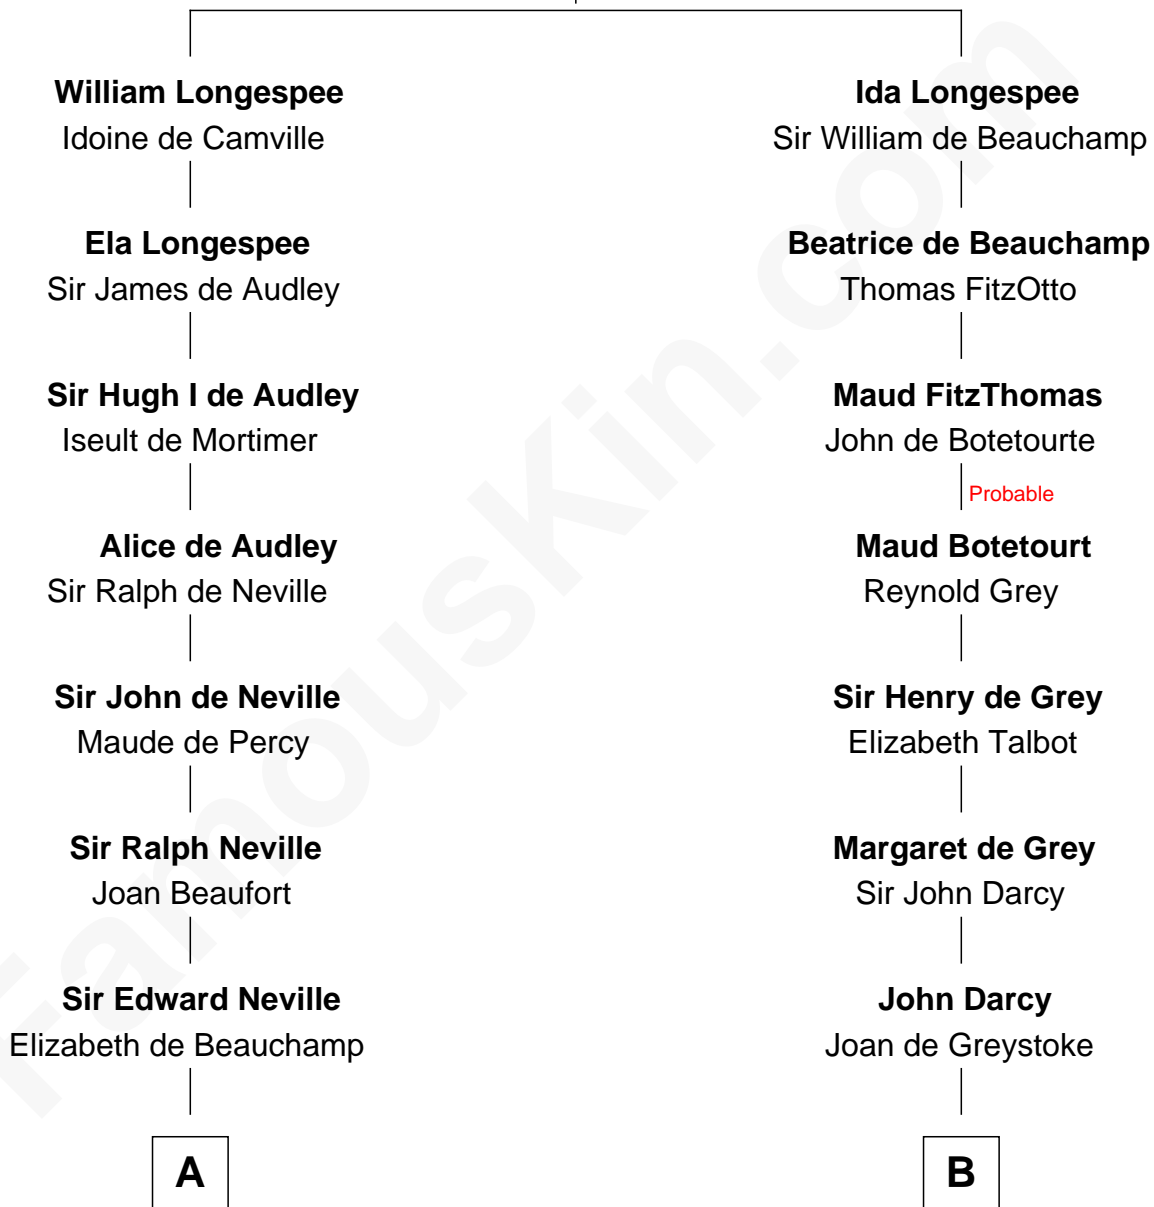 William Longespee
Idoine de Camville
Ela Longespee
Sir James de Audley
Sir Hugh I de Audley
Iseult de Mortimer
Alice de Audley
Sir Ralph de Neville
Sir John de Neville
Maude de Percy
Sir Ralph Neville
Joan Beaufort
Sir Edward Neville
Elizabeth de Beauchamp
A
Ida Longespee
Sir William de Beauchamp
Beatrice de Beauchamp
Thomas FitzOtto
Maud FitzThomas
John de Botetourte
Probable
Maud Botetourt
Reynold Grey
Sir Henry de Grey
Elizabeth Talbot
Margaret de Grey
Sir John Darcy
John Darcy
Joan de Greystoke
B
FamousKin.com